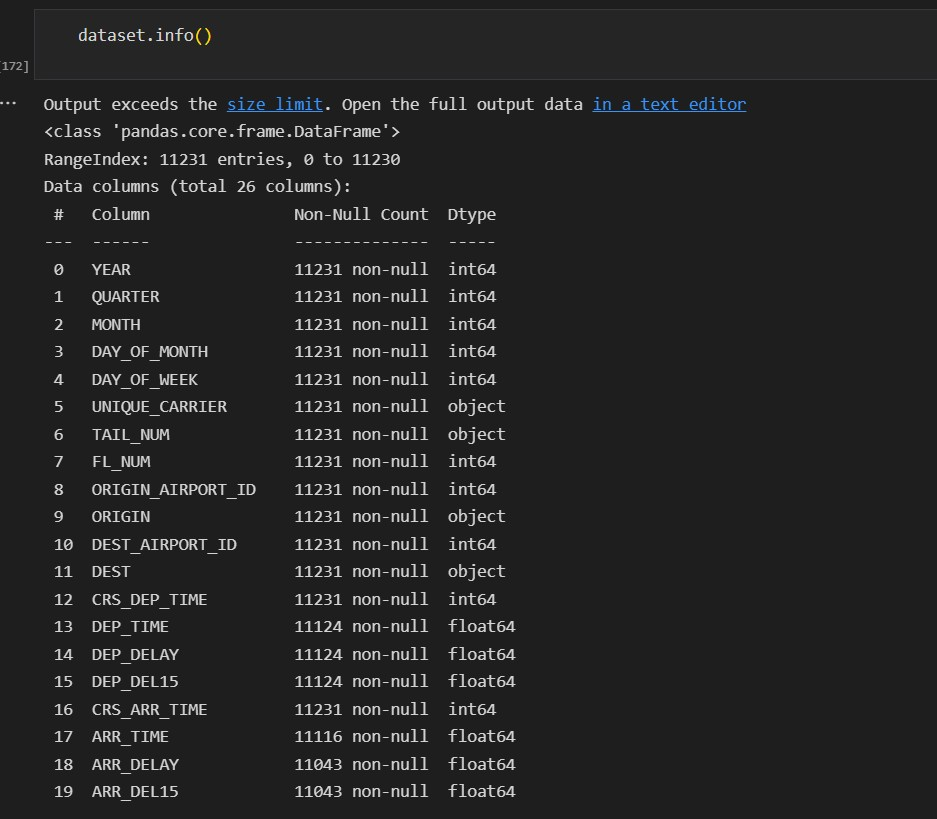 dataset.info()
[172]
... Output exceeds the size limit. Open the full output data in a text editor
<class 'pandas.core.frame.DataFrame'>
RangeIndex: 11231 entries, 0 to 11230
Data columns (total 26 columns):
 #   Column               Non-Null Count  Dtype
---  ------               --------------  -----
 0   YEAR                 11231 non-null  int64
 1   QUARTER              11231 non-null  int64
 2   MONTH                11231 non-null  int64
 3   DAY_OF_MONTH         11231 non-null  int64
 4   DAY_OF_WEEK          11231 non-null  int64
 5   UNIQUE_CARRIER       11231 non-null  object
 6   TAIL_NUM             11231 non-null  object
 7   FL_NUM               11231 non-null  int64
 8   ORIGIN_AIRPORT_ID    11231 non-null  int64
 9   ORIGIN               11231 non-null  object
 10  DEST_AIRPORT_ID      11231 non-null  int64
 11  DEST                 11231 non-null  object
 12  CRS_DEP_TIME         11231 non-null  int64
 13  DEP_TIME             11124 non-null  float64
 14  DEP_DELAY            11124 non-null  float64
 15  DEP_DEL15            11124 non-null  float64
 16  CRS_ARR_TIME         11231 non-null  int64
 17  ARR_TIME             11116 non-null  float64
 18  ARR_DELAY            11043 non-null  float64
 19  ARR_DEL15            11043 non-null  float64